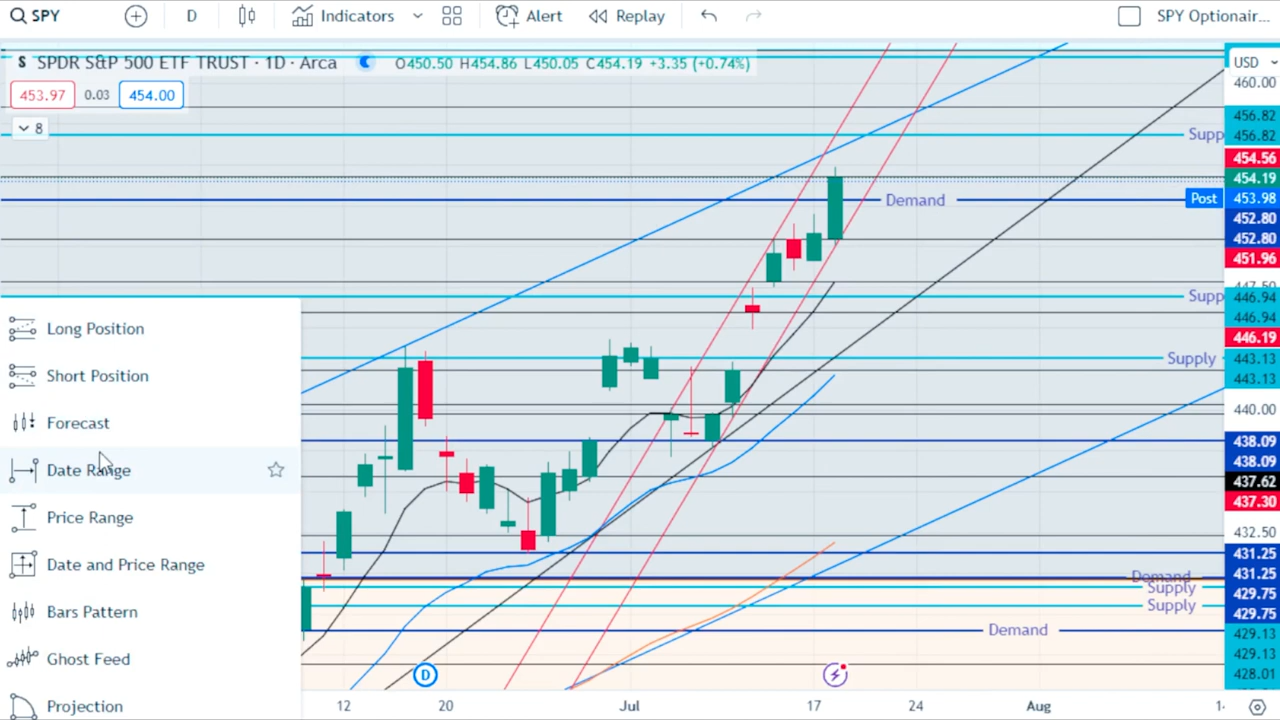 SPY
D
Indicators
Alert
Replay
SPY Optionair...
S SPDR S&P 500 ETF TRUST · 1D · Arca
O450.50 H454.86 L450.05 C454.19 +3.35 (+0.74%)
USD
453.97 0.03 454.00
8
460.00
456.82
Supp 456.82
454.56
454.19
Post 453.98
Demand
452.80
452.80
451.96
447.50
Supp 446.94
446.94
446.19
Supply 443.13
443.13
440.00
438.09
438.09
437.62
437.30
432.50
431.25
431.25
Demand
Supply 429.75
Supply 429.75
Demand 429.13
429.13
428.01
Long Position
Short Position
Forecast
Date Range
Price Range
Date and Price Range
Bars Pattern
Ghost Feed
Projection
D
12 20 Jul 17 24 Aug